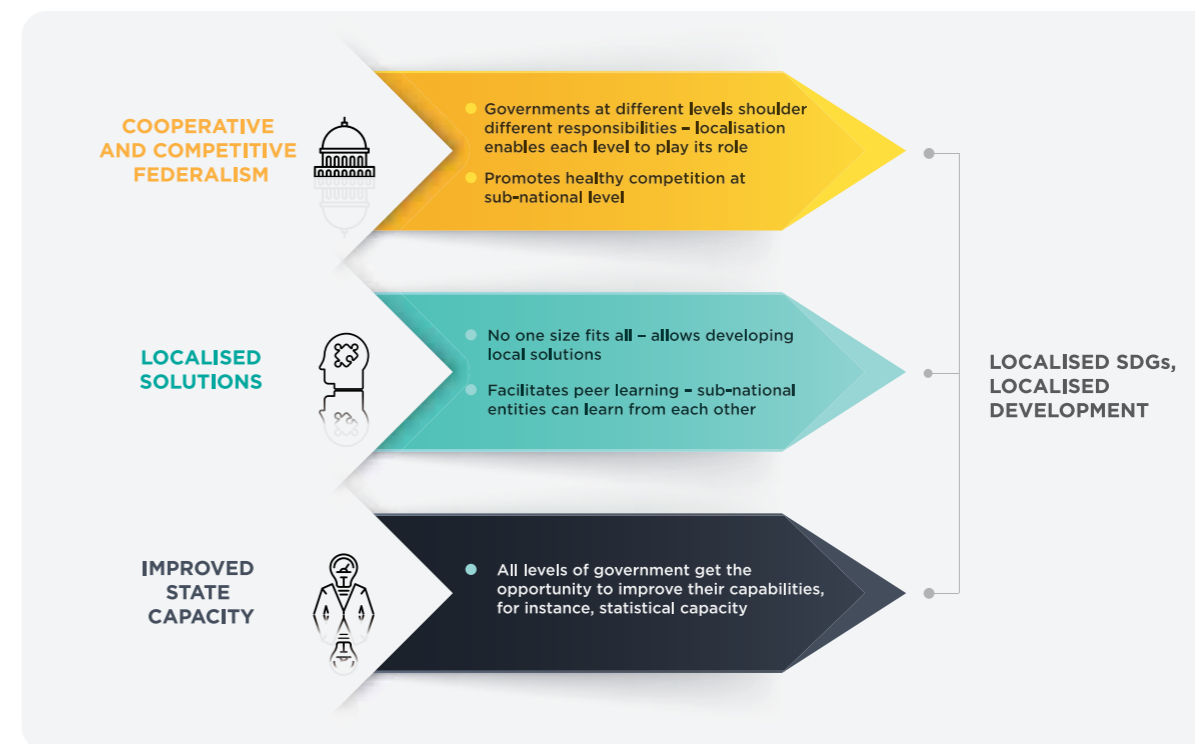 COOPERATIVE
AND COMPETITIVE
FEDERALISM
Governments at different levels shoulder
different responsibilities – localisation
enables each level to play its role
Promotes healthy competition at
sub-national level
LOCALISED
SOLUTIONS
No one size fits all – allows developing
local solutions
Facilitates peer learning – sub-national
entities can learn from each other
IMPROVED
STATE
CAPACITY
All levels of government get the
opportunity to improve their capabilities,
for instance, statistical capacity
LOCALISED SDGs,
LOCALISED
DEVELOPMENT